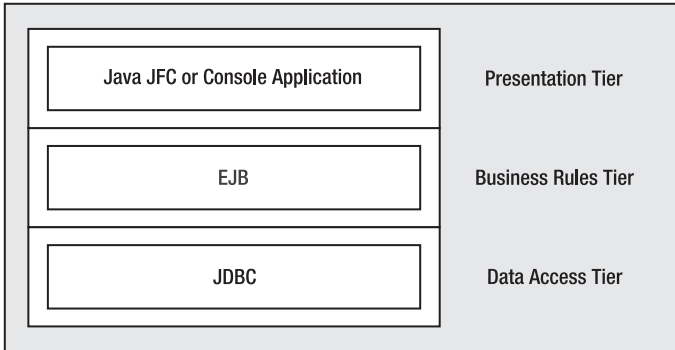 Java JFC or Console Application
Presentation Tier
EJB
Business Rules Tier
JDBC
Data Access Tier